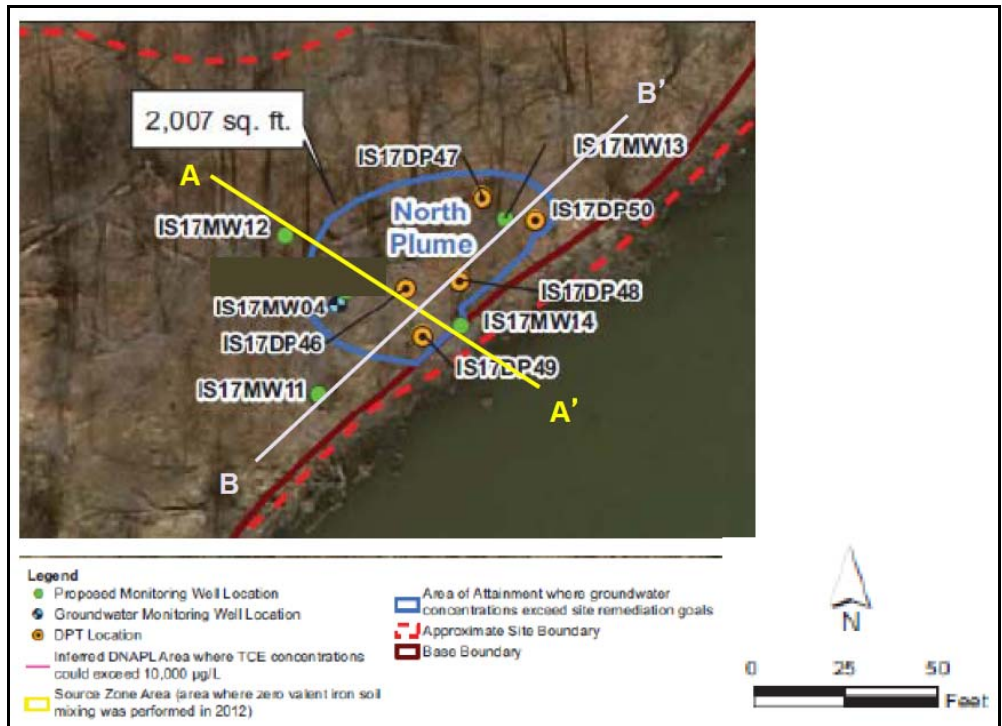 B'
2,007 sq. ft.
IS17DP47
IS17MW13
A
North
Plume
IS17DP50
IS17MW12
IS17DP48
IS17MW04
IS17MW14
IS17DP46
IS17DP49
IS17MW11
A'
B
Legend
Proposed Monitoring Well Location
Groundwater Monitoring Well Location
DPT Location
Inferred DNAPL Area where TCE concentrations
could exceed 10,000 µg/L
Source Zone Area (area where zero valent iron soil
mixing was performed in 2012)
Area of Attainment where groundwater
concentrations exceed site remediation goals
Approximate Site Boundary
Base Boundary
N
0 25 50
Feet